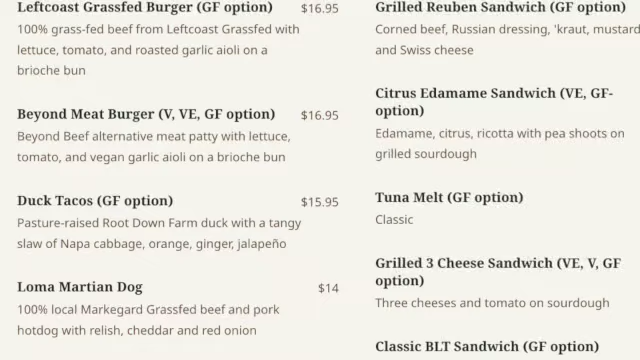 Leftcoast Grassfed Burger (GF option) $16.95
100% grass-fed beef from Leftcoast Grassfed with
lettuce, tomato, and roasted garlic aioli on a
brioche bun
Beyond Meat Burger (V, VE, GF option) $16.95
Beyond Beef alternative meat patty with lettuce,
tomato, and vegan garlic aioli on a brioche bun
Duck Tacos (GF option) $15.95
Pasture-raised Root Down Farm duck with a tangy
slaw of Napa cabbage, orange, ginger, jalapeño
Loma Martian Dog $14
100% local Markegard Grassfed beef and pork
hotdog with relish, cheddar and red onion
Grilled Reuben Sandwich (GF option)
Corned beef, Russian dressing, 'kraut, mustard
and Swiss cheese
Citrus Edamame Sandwich (VE, GF-
option)
Edamame, citrus, ricotta with pea shoots on
grilled sourdough
Tuna Melt (GF option)
Classic
Grilled 3 Cheese Sandwich (VE, V, GF
option)
Three cheeses and tomato on sourdough
Classic BLT Sandwich (GF option)